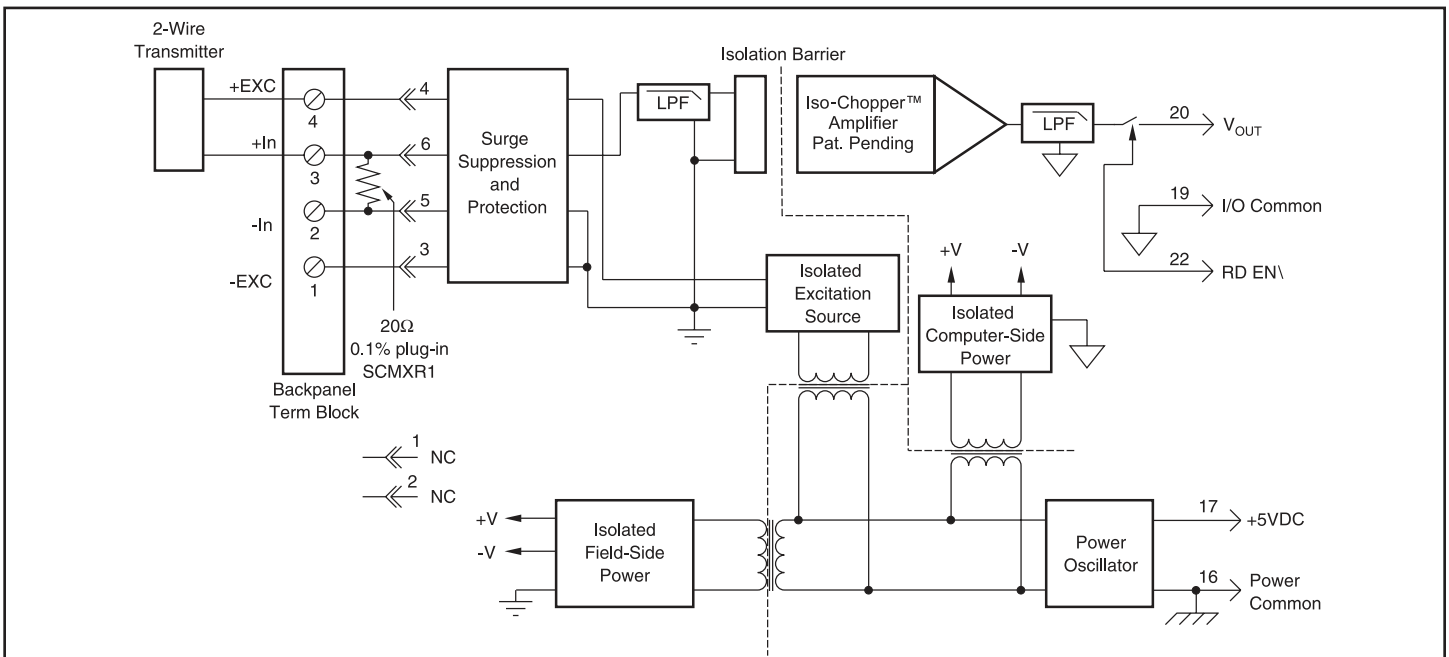 2-Wire
Transmitter
+EXC
4
+In
3
-In
2
-EXC
1
Backpanel
Term Block
4
6
5
3
20Ω
0.1% plug-in
SCMXR1
1
NC
2
NC
Surge
Suppression
and
Protection
LPF
Isolation Barrier
Iso-Chopper™
Amplifier
Pat. Pending
LPF
20
VOUT
19
I/O Common
22
RD EN\
Isolated
Excitation
Source
+V
-V
Isolated
Computer-Side
Power
+V
-V
Isolated
Field-Side
Power
Power
Oscillator
17
+5VDC
16
Power
Common